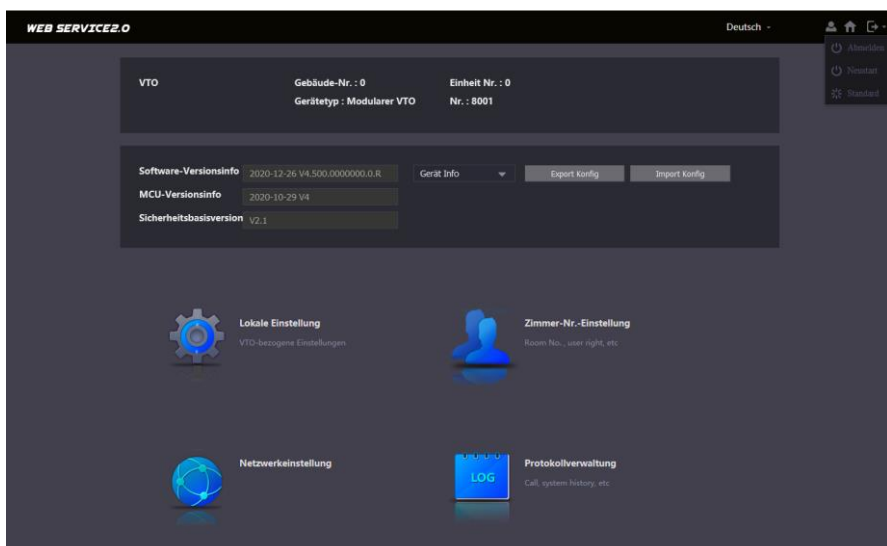 WEB SERVICE2.0
Deutsch
Abmelden
Neustart
Standard
VTO
Gebäude-Nr. : 0
Einheit Nr. : 0
Gerätetyp : Modularer VTO
Nr. : 8001
Software-Versionsinfo 2020-12-26 V4.500.0000000.0.R Gerät Info Export Konfig Import Konfig
MCU-Versionsinfo 2020-10-29 V4
Sicherheitsbasisversion V2.1
Lokale Einstellung
VTO-bezogene Einstellungen
Zimmer-Nr.-Einstellung
Room No., user right, etc
Netzwerkeinstellung
LOG
Protokollverwaltung
Call, system history, etc